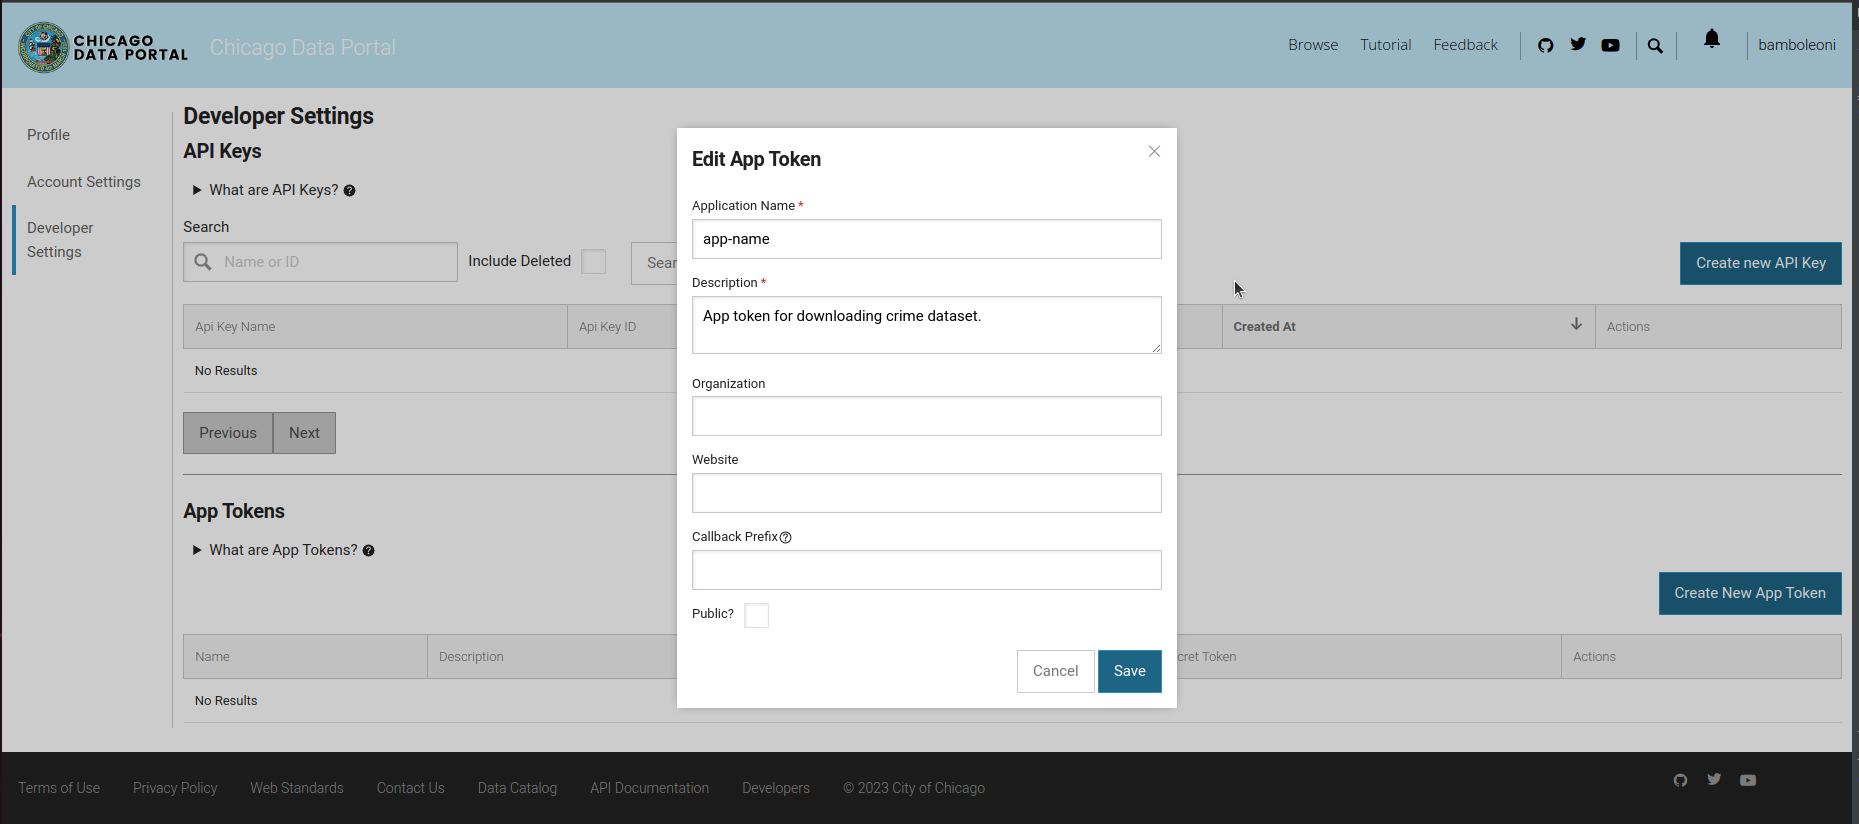 CHICAGO
DATA PORTAL
Chicago Data Portal
Browse Tutorial Feedback bamboleoni
Profile
Account Settings
Developer
Settings
Developer Settings
API Keys
What are API Keys?
Search
Name or ID
Include Deleted
Sear
Create new API Key
Api Key Name Api Key ID Created At Actions
No Results
Previous Next
App Tokens
What are App Tokens?
Create New App Token
Name Description cret Token Actions
No Results
Edit App Token
Application Name *
app-name
Description *
App token for downloading crime dataset.
Organization
Website
Callback Prefix
Public?
Cancel Save
Terms of Use Privacy Policy Web Standards Contact Us Data Catalog API Documentation Developers © 2023 City of Chicago